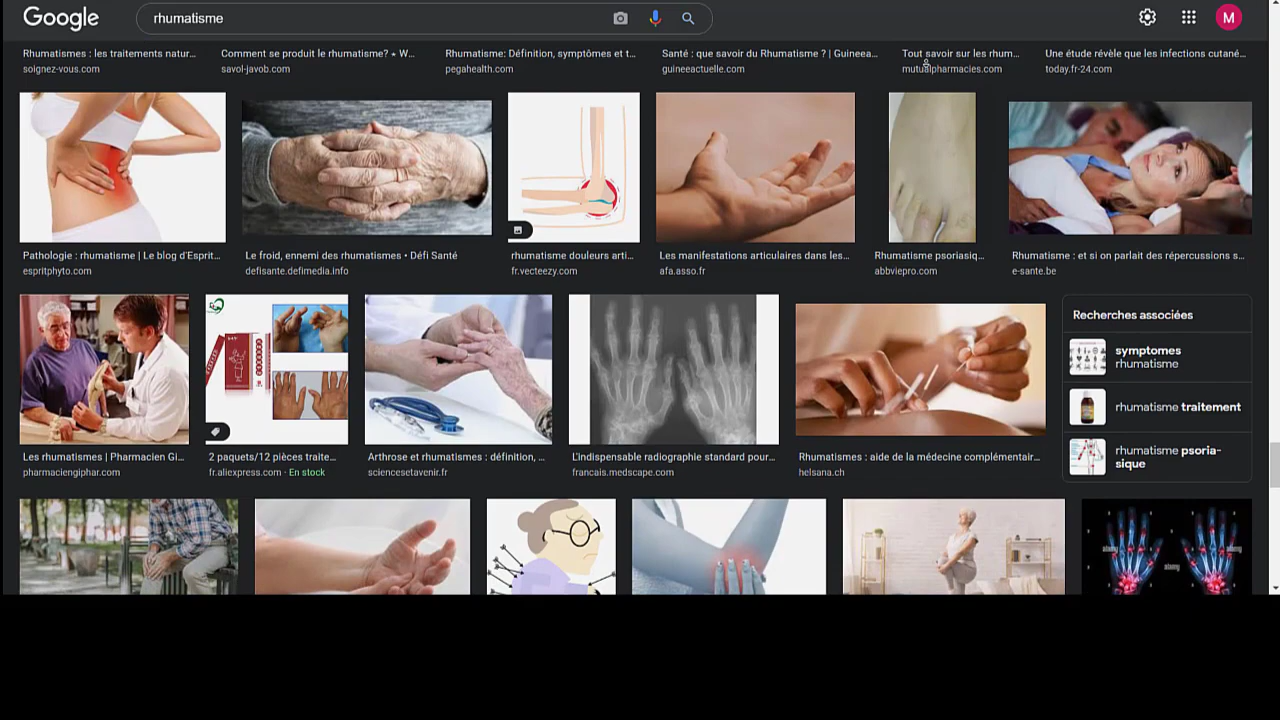 Google
rhumatisme
M
Rhumatismes : les traitements natur...
soignez-vous.com
Comment se produit le rhumatisme? ⋆ W...
savol-javob.com
Rhumatisme: Définition, symptômes et t...
pegahealth.com
Santé : que savoir du Rhumatisme ? | Guineea...
guineeactuelle.com
Tout savoir sur les rhum...
mutualpharmacies.com
Une étude révèle que les infections cutané...
today.fr-24.com
Pathologie : rhumatisme | Le blog d'Esprit...
espritphyto.com
Le froid, ennemi des rhumatismes • Défi Santé
defisante.defimedia.info
rhumatisme douleurs arti...
fr.vecteezy.com
Les manifestations articulaires dans les...
afa.asso.fr
Rhumatisme psoriasiq...
abbviepro.com
Rhumatisme : et si on parlait des répercussions s...
e-sante.be
Les rhumatismes | Pharmacien Gi...
pharmaciengiphar.com
2 paquets/12 pièces traite...
fr.aliexpress.com · En stock
Arthrose et rhumatismes : définition, ...
sciencesetavenir.fr
L'Indispensable radiographie standard pour...
francais.medscape.com
Rhumatismes : aide de la médecine complémentair...
helsana.ch
Recherches associées
symptomes
rhumatisme
rhumatisme traitement
rhumatisme psoria-
sique
alamy
alamy
alamy